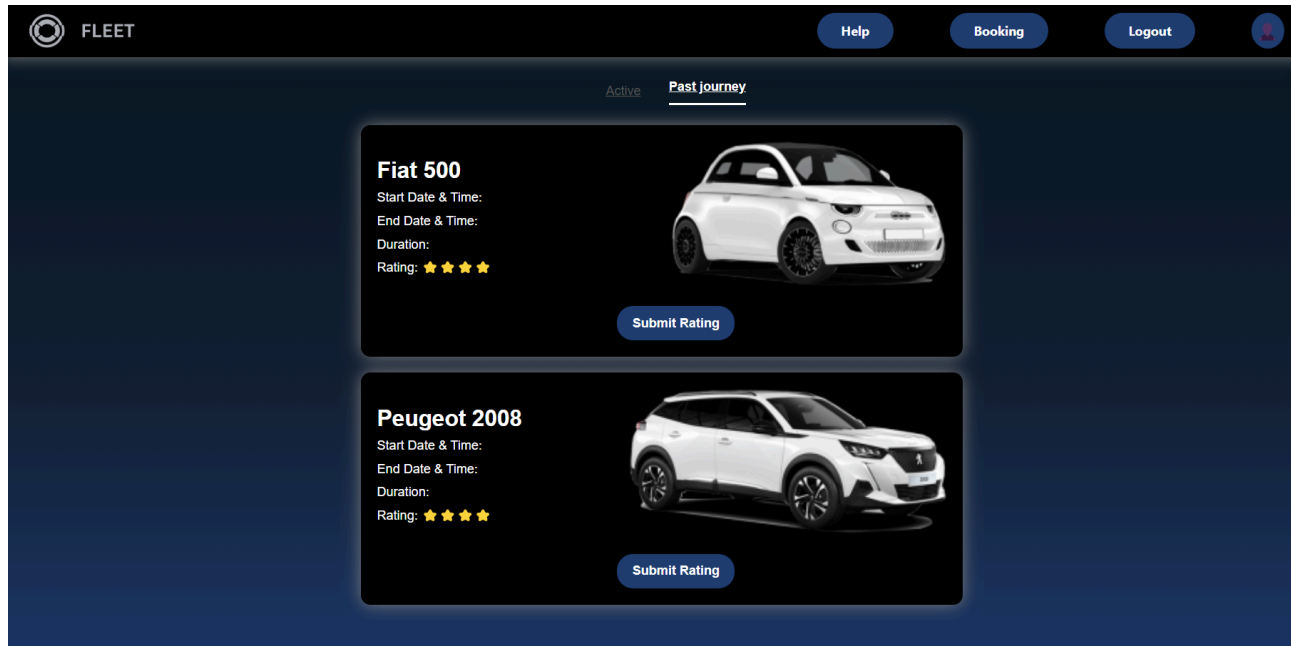 FLEET
Help
Booking
Logout
Active
Past journey
Fiat 500
Start Date & Time:
End Date & Time:
Duration:
Rating:
Submit Rating
Peugeot 2008
Start Date & Time:
End Date & Time:
Duration:
Rating:
Submit Rating